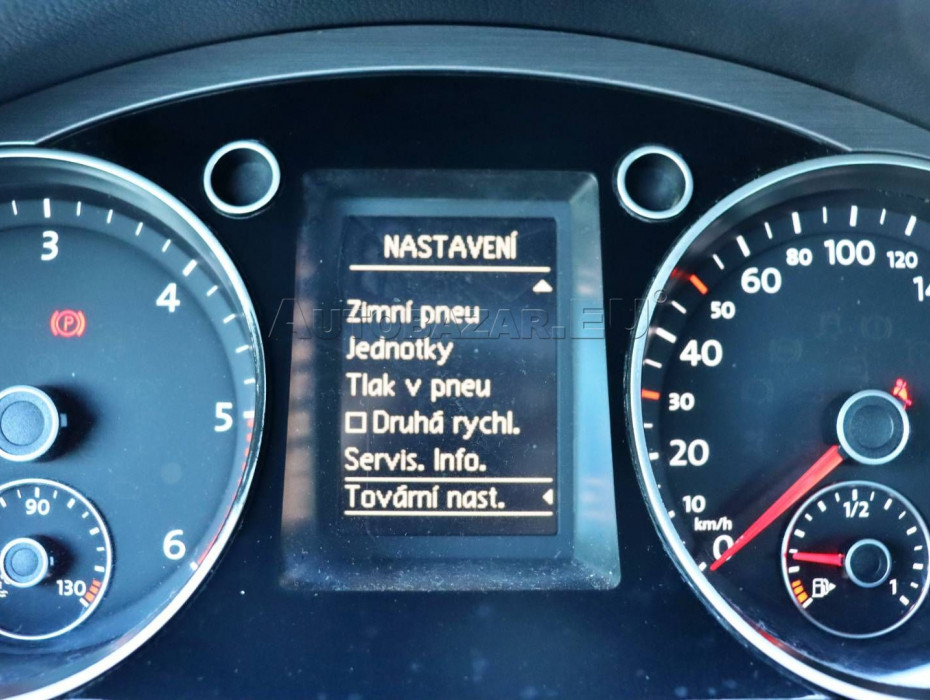 NASTAVENÍ
Zimní pneu
Jednotky
Tlak v pneu
Druhá rychl.
Servis. Info.
Tovární nast.
AUTOBAZAR.EU
3
4
5
6
P
90
130
0
10
20
30
40
50
60
80
100
120
km/h
1/2
1